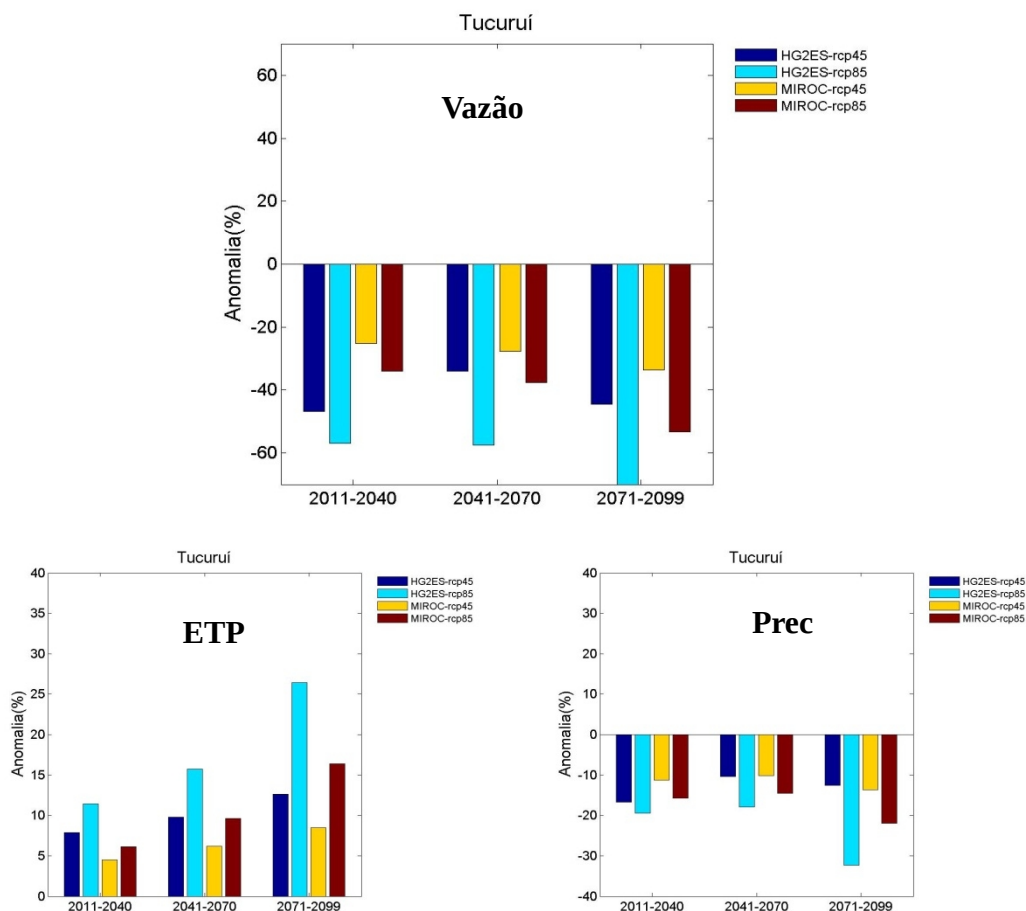 Tucuruí
HG2ES-rcp45
HG2ES-rcp85
MIROC-rcp45
MIROC-rcp85
Vazão
Anomalia(%)
60
40
20
0
-20
-40
-60
2011-2040 2041-2070 2071-2099
Tucuruí
HG2ES-rcp45
HG2ES-rcp85
MIROC-rcp45
MIROC-rcp85
ETP
Anomalia(%)
40
35
30
25
20
15
10
5
0
2011-2040 2041-2070 2071-2099
Tucuruí
HG2ES-rcp45
HG2ES-rcp85
MIROC-rcp45
MIROC-rcp85
Prec
Anomalia(%)
40
30
20
10
0
-10
-20
-30
-40
2011-2040 2041-2070 2071-2099